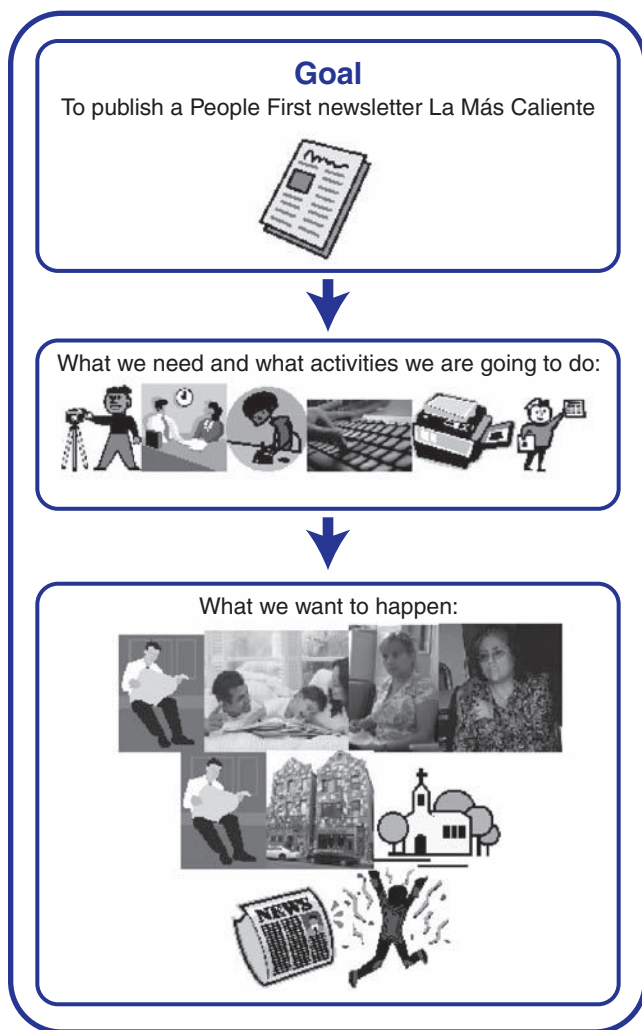 Goal
To publish a People First newsletter La Más Caliente
What we need and what activities we are going to do:
What we want to happen:
NEWS